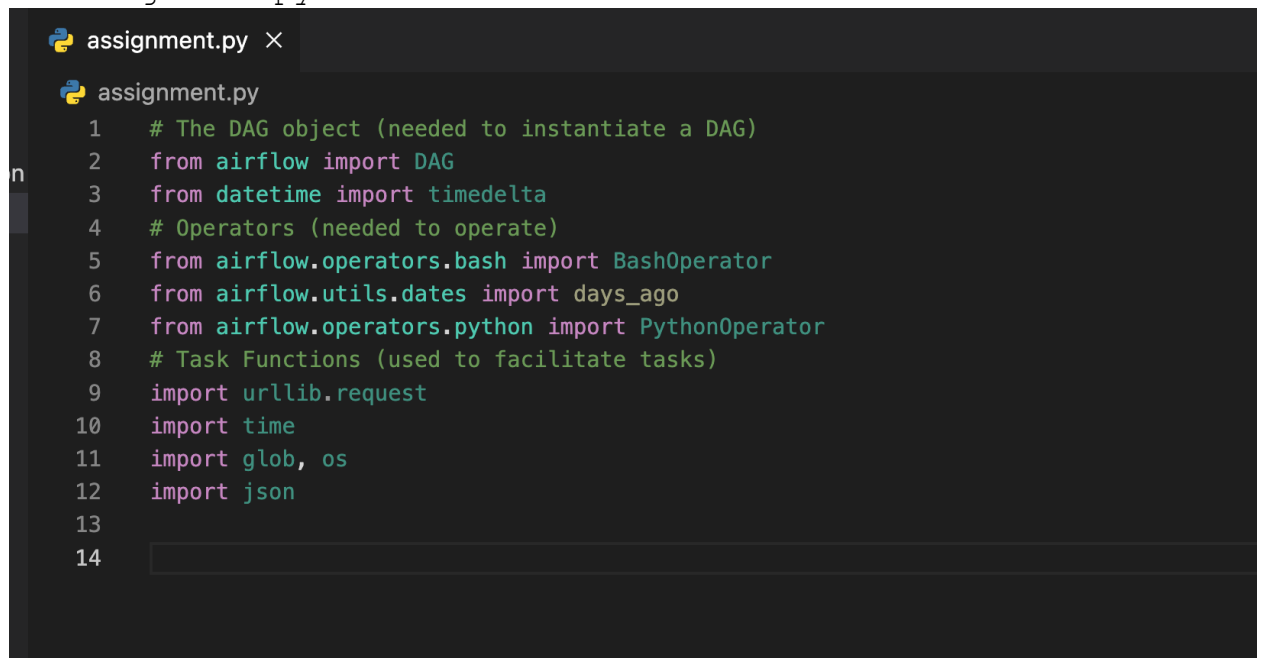 assignment.py
assignment.py
1 # The DAG object (needed to instantiate a DAG)
2 from airflow import DAG
on
3 from datetime import timedelta
4 # Operators (needed to operate)
5 from airflow.operators.bash import BashOperator
6 from airflow.utils.dates import days_ago
7 from airflow.operators.python import PythonOperator
8 # Task Functions (used to facilitate tasks)
9 import urllib.request
10 import time
11 import glob, os
12 import json
13
14